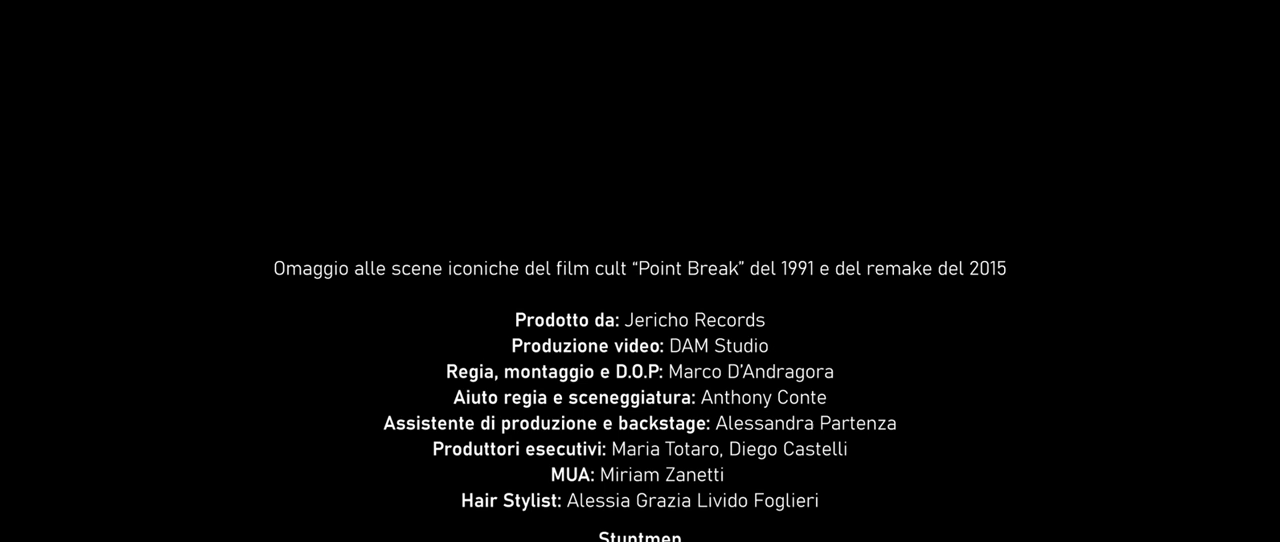 Omaggio alle scene iconiche del film cult “Point Break” del 1991 e del remake del 2015
Prodotto da: Jericho Records
Produzione video: DAM Studio
Regia, montaggio e D.O.P: Marco D’Andragora
Aiuto regia e sceneggiatura: Anthony Conte
Assistente di produzione e backstage: Alessandra Partenza
Produttori esecutivi: Maria Totaro, Diego Castelli
MUA: Miriam Zanetti
Hair Stylist: Alessia Grazia Livido Foglieri
Stuntmen